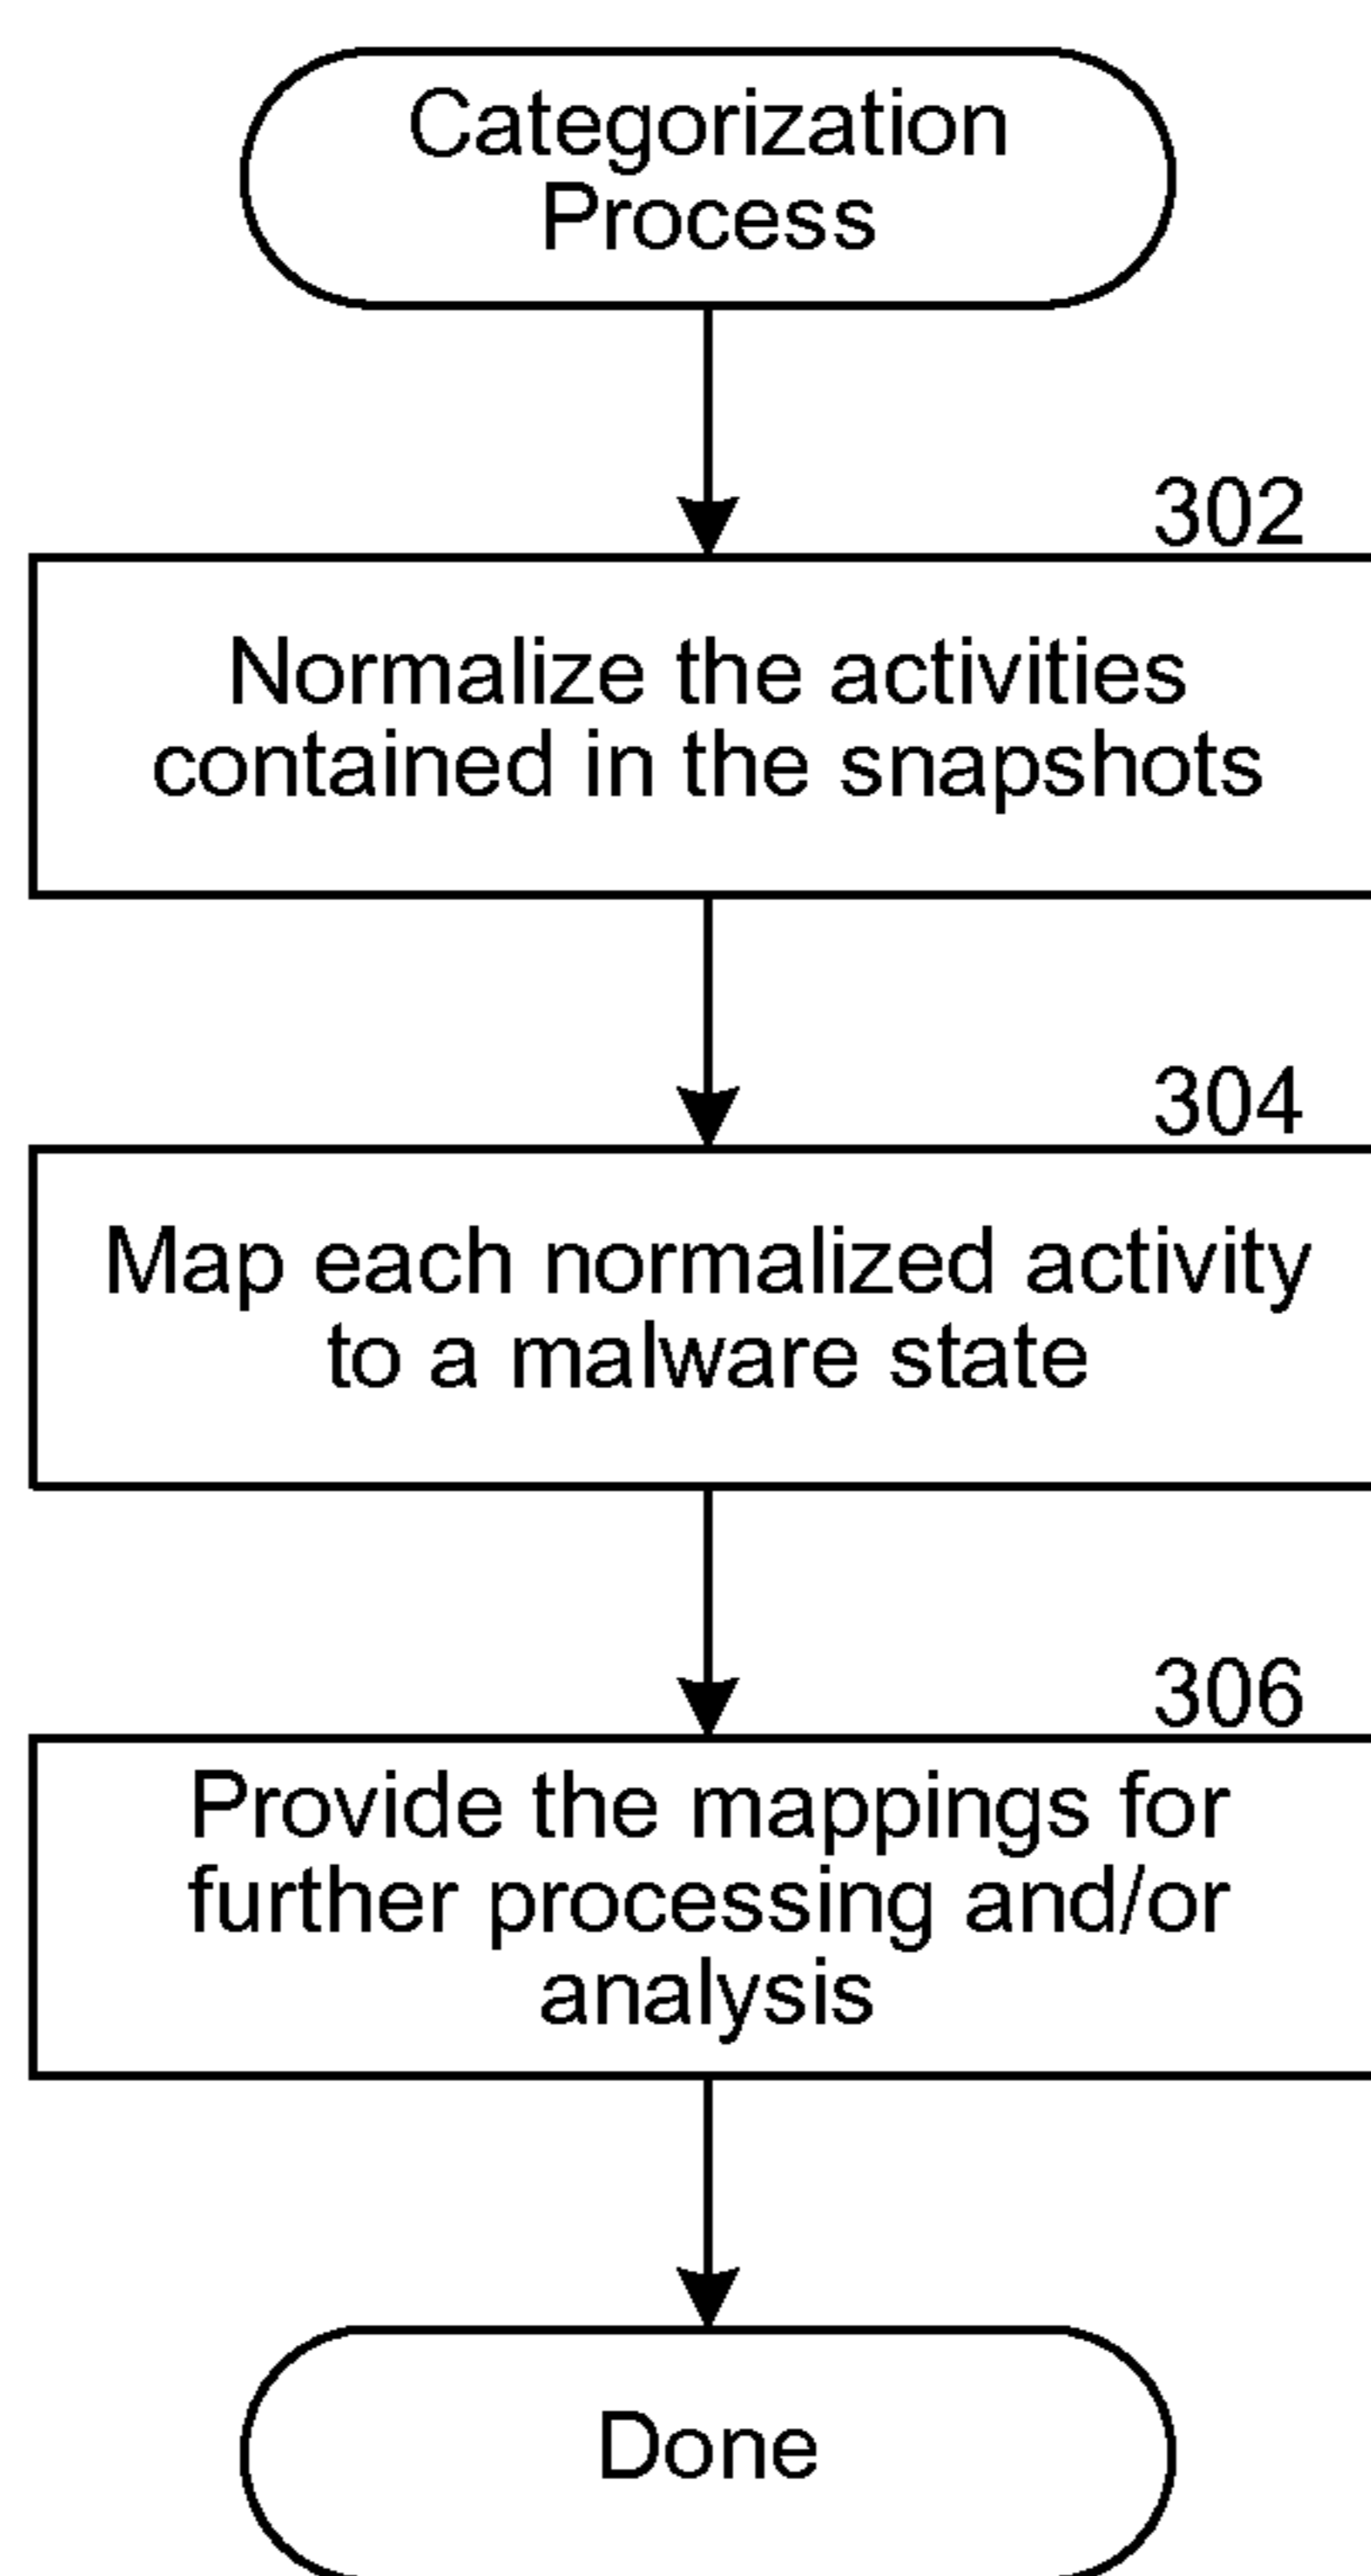 Categorization
Process
302
Normalize the activities
contained in the snapshots
304
Map each normalized activity
to a malware state
306
Provide the mappings for
further processing and/or
analysis
Done